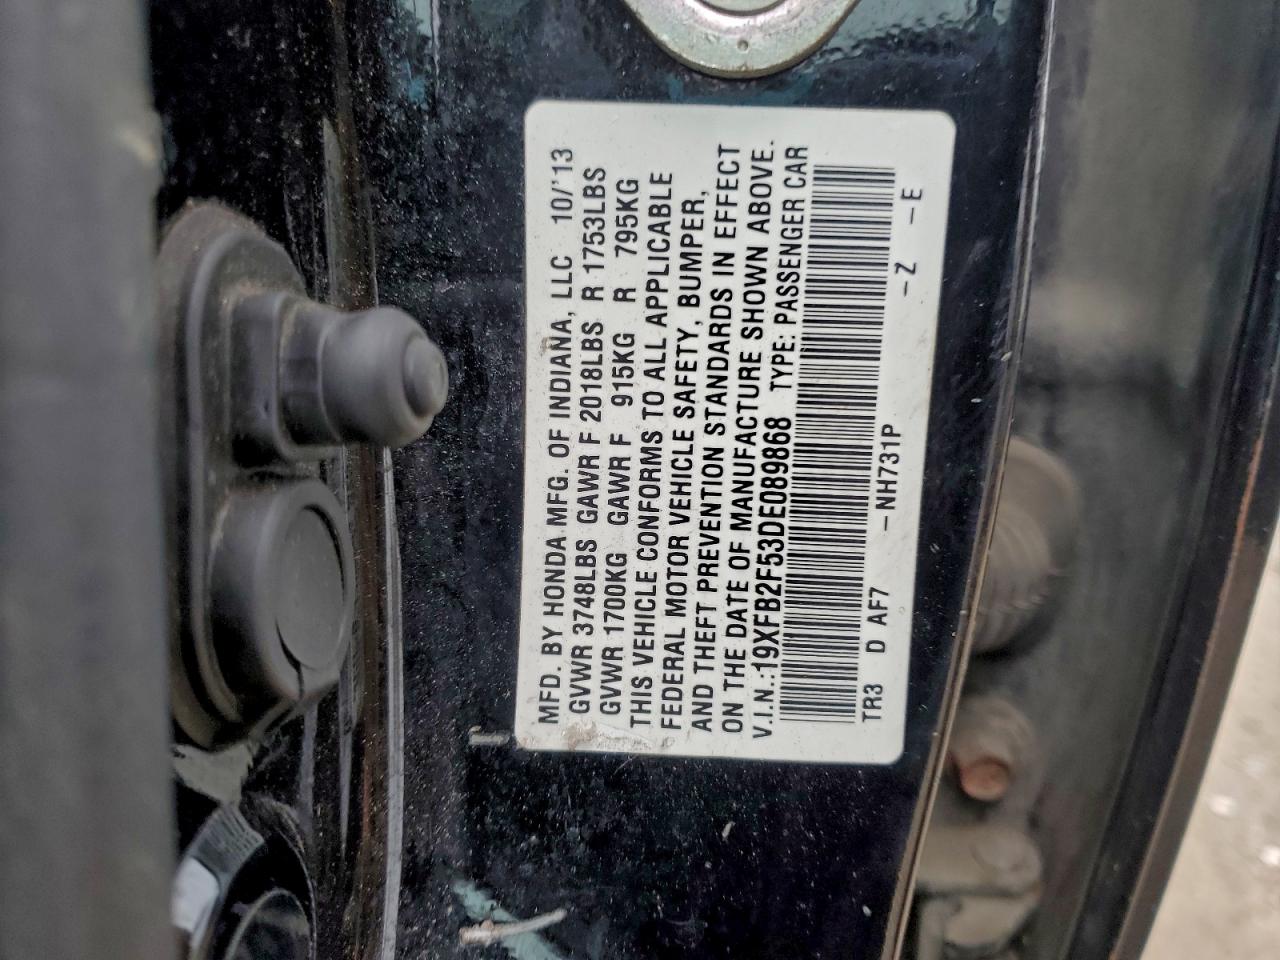 MFD. BY HONDA MFG. OF INDIANA, LLC 10/'13
GVWR 3748LBS GAWR F 2018LBS R 1753LBS
GVWR 1700KG GAWR F 915KG R 795KG
THIS VEHICLE CONFORMS TO ALL APPLICABLE
FEDERAL MOTOR VEHICLE SAFETY, BUMPER,
AND THEFT PREVENTION STANDARDS IN EFFECT
ON THE DATE OF MANUFACTURE SHOWN ABOVE.
V.I.N.:19XFB2F53DE089868 TYPE: PASSENGER CAR
TR3 D AF7 -NH731P -Z -E